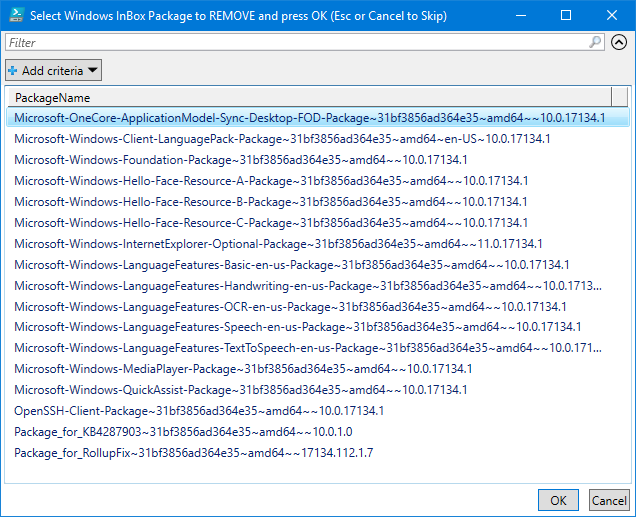 Select Windows InBox Package to REMOVE and press OK (Esc or Cancel to Skip)
Filter
Add criteria
PackageName
Microsoft-OneCore-ApplicationModel-Sync-Desktop-FOD-Package~31bf3856ad364e35~amd64~~10.0.17134.1
Microsoft-Windows-Client-LanguagePack-Package~31bf3856ad364e35~amd64~en-US~10.0.17134.1
Microsoft-Windows-Foundation-Package~31bf3856ad364e35~amd64~~10.0.17134.1
Microsoft-Windows-Hello-Face-Resource-A-Package~31bf3856ad364e35~amd64~~10.0.17134.1
Microsoft-Windows-Hello-Face-Resource-B-Package~31bf3856ad364e35~amd64~~10.0.17134.1
Microsoft-Windows-Hello-Face-Resource-C-Package~31bf3856ad364e35~amd64~~10.0.17134.1
Microsoft-Windows-InternetExplorer-Optional-Package~31bf3856ad364e35~amd64~~11.0.17134.1
Microsoft-Windows-LanguageFeatures-Basic-en-us-Package~31bf3856ad364e35~amd64~~10.0.17134.1
Microsoft-Windows-LanguageFeatures-Handwriting-en-us-Package~31bf3856ad364e35~amd64~~10.0.1713...
Microsoft-Windows-LanguageFeatures-OCR-en-us-Package~31bf3856ad364e35~amd64~~10.0.17134.1
Microsoft-Windows-LanguageFeatures-Speech-en-us-Package~31bf3856ad364e35~amd64~~10.0.17134.1
Microsoft-Windows-LanguageFeatures-TextToSpeech-en-us-Package~31bf3856ad364e35~amd64~~10.0.171...
Microsoft-Windows-MediaPlayer-Package~31bf3856ad364e35~amd64~~10.0.17134.1
Microsoft-Windows-QuickAssist-Package~31bf3856ad364e35~amd64~~10.0.17134.1
OpenSSH-Client-Package~31bf3856ad364e35~amd64~~10.0.17134.1
Package_for_KB4287903~31bf3856ad364e35~amd64~~10.0.1.0
Package_for_RollupFix~31bf3856ad364e35~amd64~~17134.112.1.7
OK
Cancel